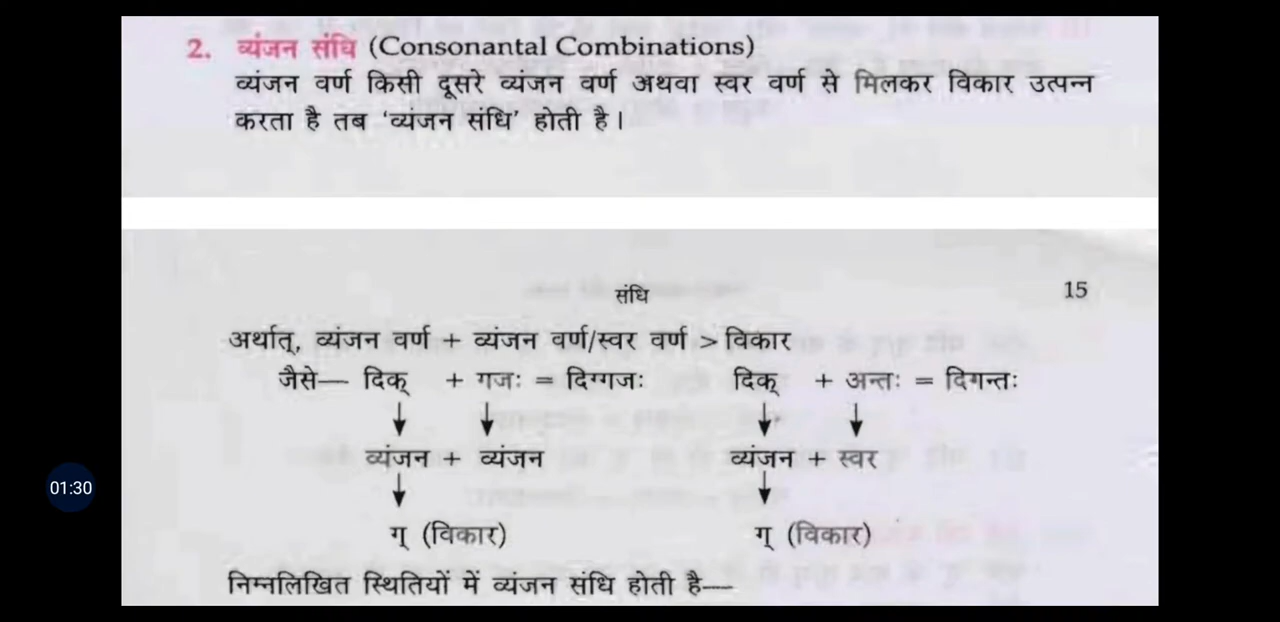 2. व्यंजन संधि (Consonantal Combinations)
व्यंजन वर्ण किसी दूसरे व्यंजन वर्ण अथवा स्वर वर्ण से मिलकर विकार उत्पन्न
करता है तब ‘व्यंजन संधि’ होती है।
संधि 15
अर्थात्, व्यंजन वर्ण + व्यंजन वर्ण/स्वर वर्ण > विकार
जैसे— दिक् + गजः = दिग्गजः दिक् + अन्तः = दिगन्तः
↓ ↓ ↓ ↓
व्यंजन + व्यंजन व्यंजन + स्वर
↓ ↓
ग् (विकार) ग् (विकार)
01:30
निम्नलिखित स्थितियों में व्यंजन संधि होती है—